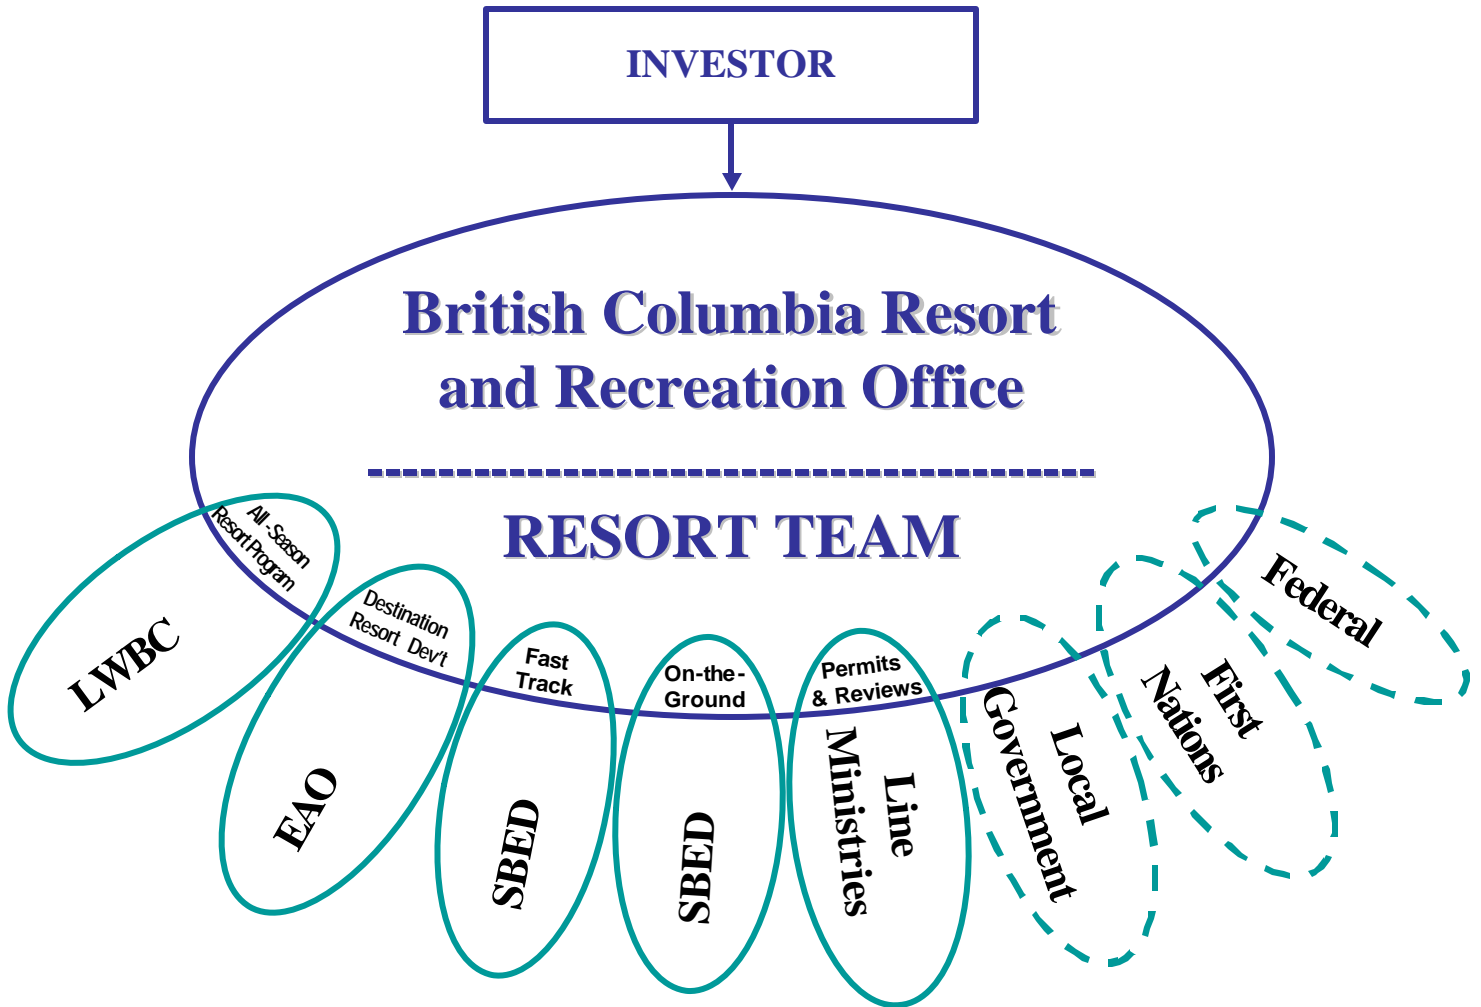 INVESTOR
British Columbia Resort
and Recreation Office
RESORT TEAM
All-Season
Resort Program
LWBC
Destination
Resort Dev't
EAO
Fast
Track
SBED
On-the-
Ground
SBED
Permits
& Reviews
Line
Ministries
Local
Government
First
Nations
Federal